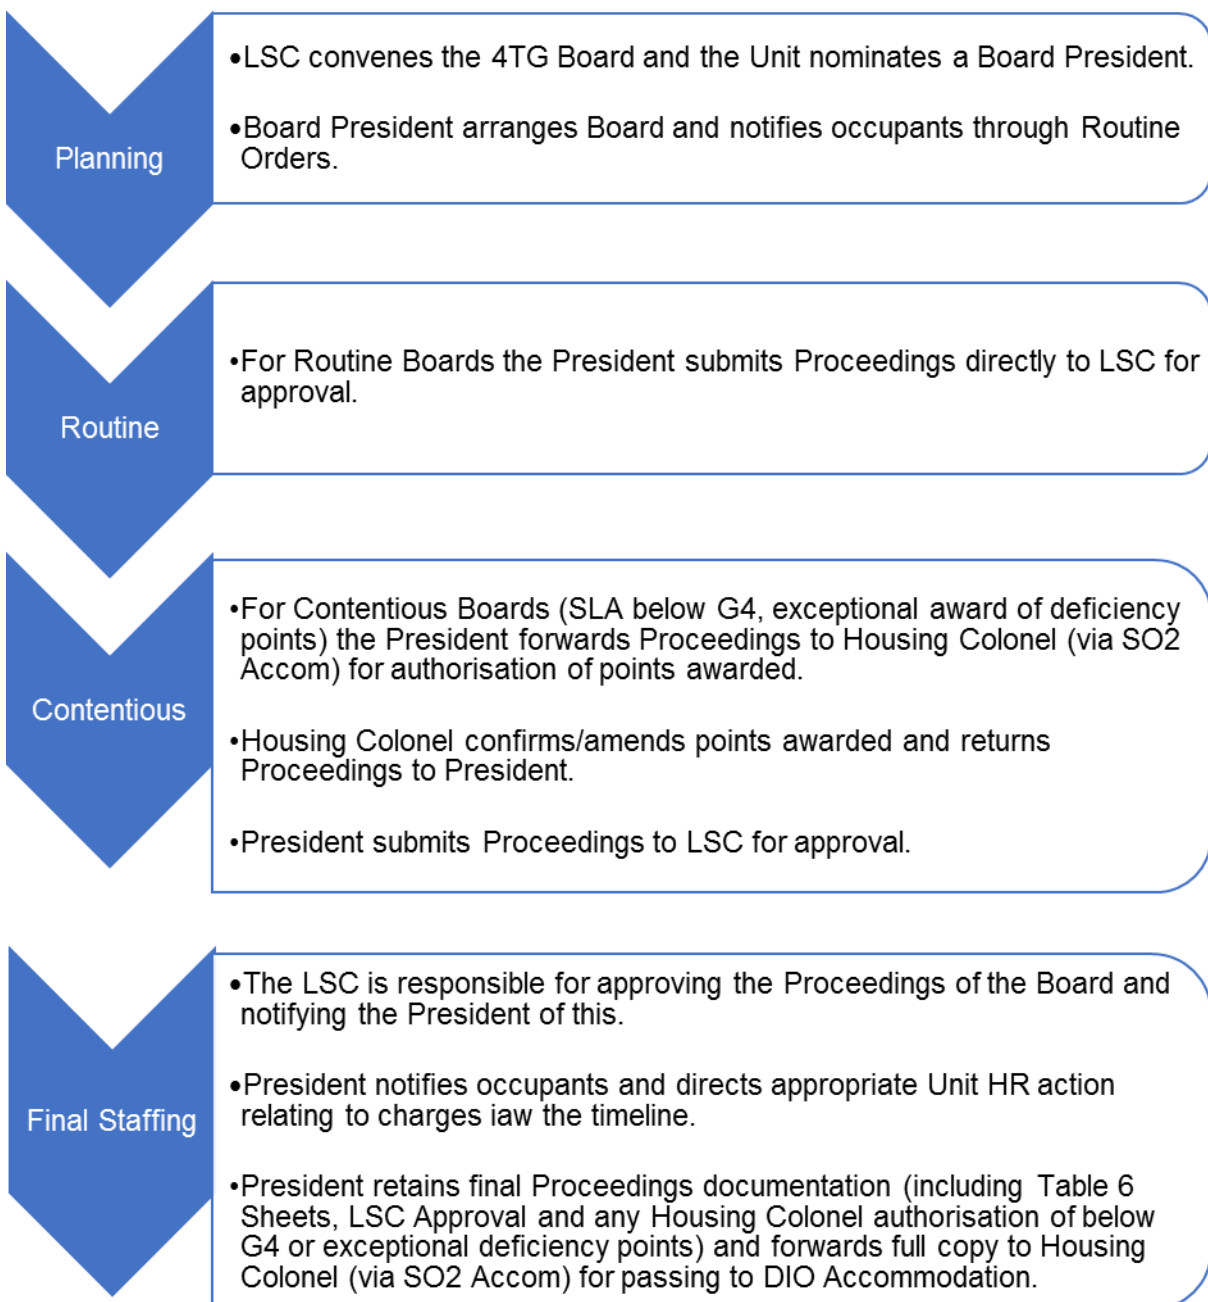 Planning
•LSC convenes the 4TG Board and the Unit nominates a Board President.
•Board President arranges Board and notifies occupants through Routine
Orders.
Routine
•For Routine Boards the President submits Proceedings directly to LSC for
approval.
Contentious
•For Contentious Boards (SLA below G4, exceptional award of deficiency
points) the President forwards Proceedings to Housing Colonel (via SO2
Accom) for authorisation of points awarded.
•Housing Colonel confirms/amends points awarded and returns
Proceedings to President.
•President submits Proceedings to LSC for approval.
Final Staffing
•The LSC is responsible for approving the Proceedings of the Board and
notifying the President of this.
•President notifies occupants and directs appropriate Unit HR action
relating to charges iaw the timeline.
•President retains final Proceedings documentation (including Table 6
Sheets, LSC Approval and any Housing Colonel authorisation of below
G4 or exceptional deficiency points) and forwards full copy to Housing
Colonel (via SO2 Accom) for passing to DIO Accommodation.